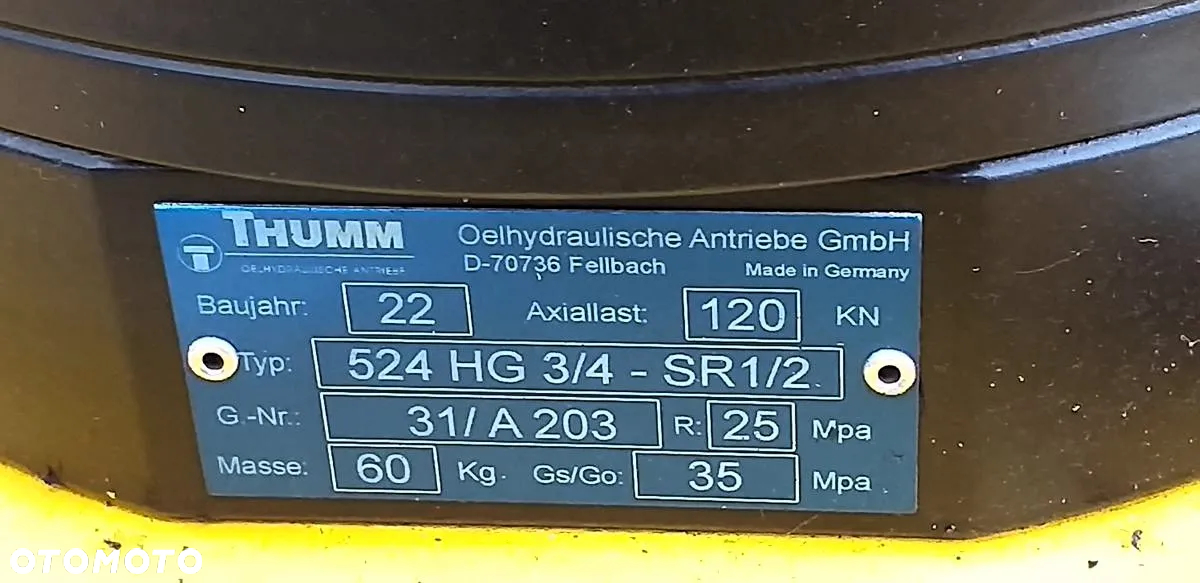 THUMM
T
OELHYDRAULISCHE ANTRIEBE
Oelhydraulische Antriebe GmbH
D-70736 Fellbach Made in Germany
Baujahr: 22 Axiallast: 120 KN
Typ: 524 HG 3/4 - SR1/2
G.-Nr.: 31/ A 203 R: 25 Mpa
Masse: 60 Kg. Gs/Go: 35 Mpa
OTOMOTO